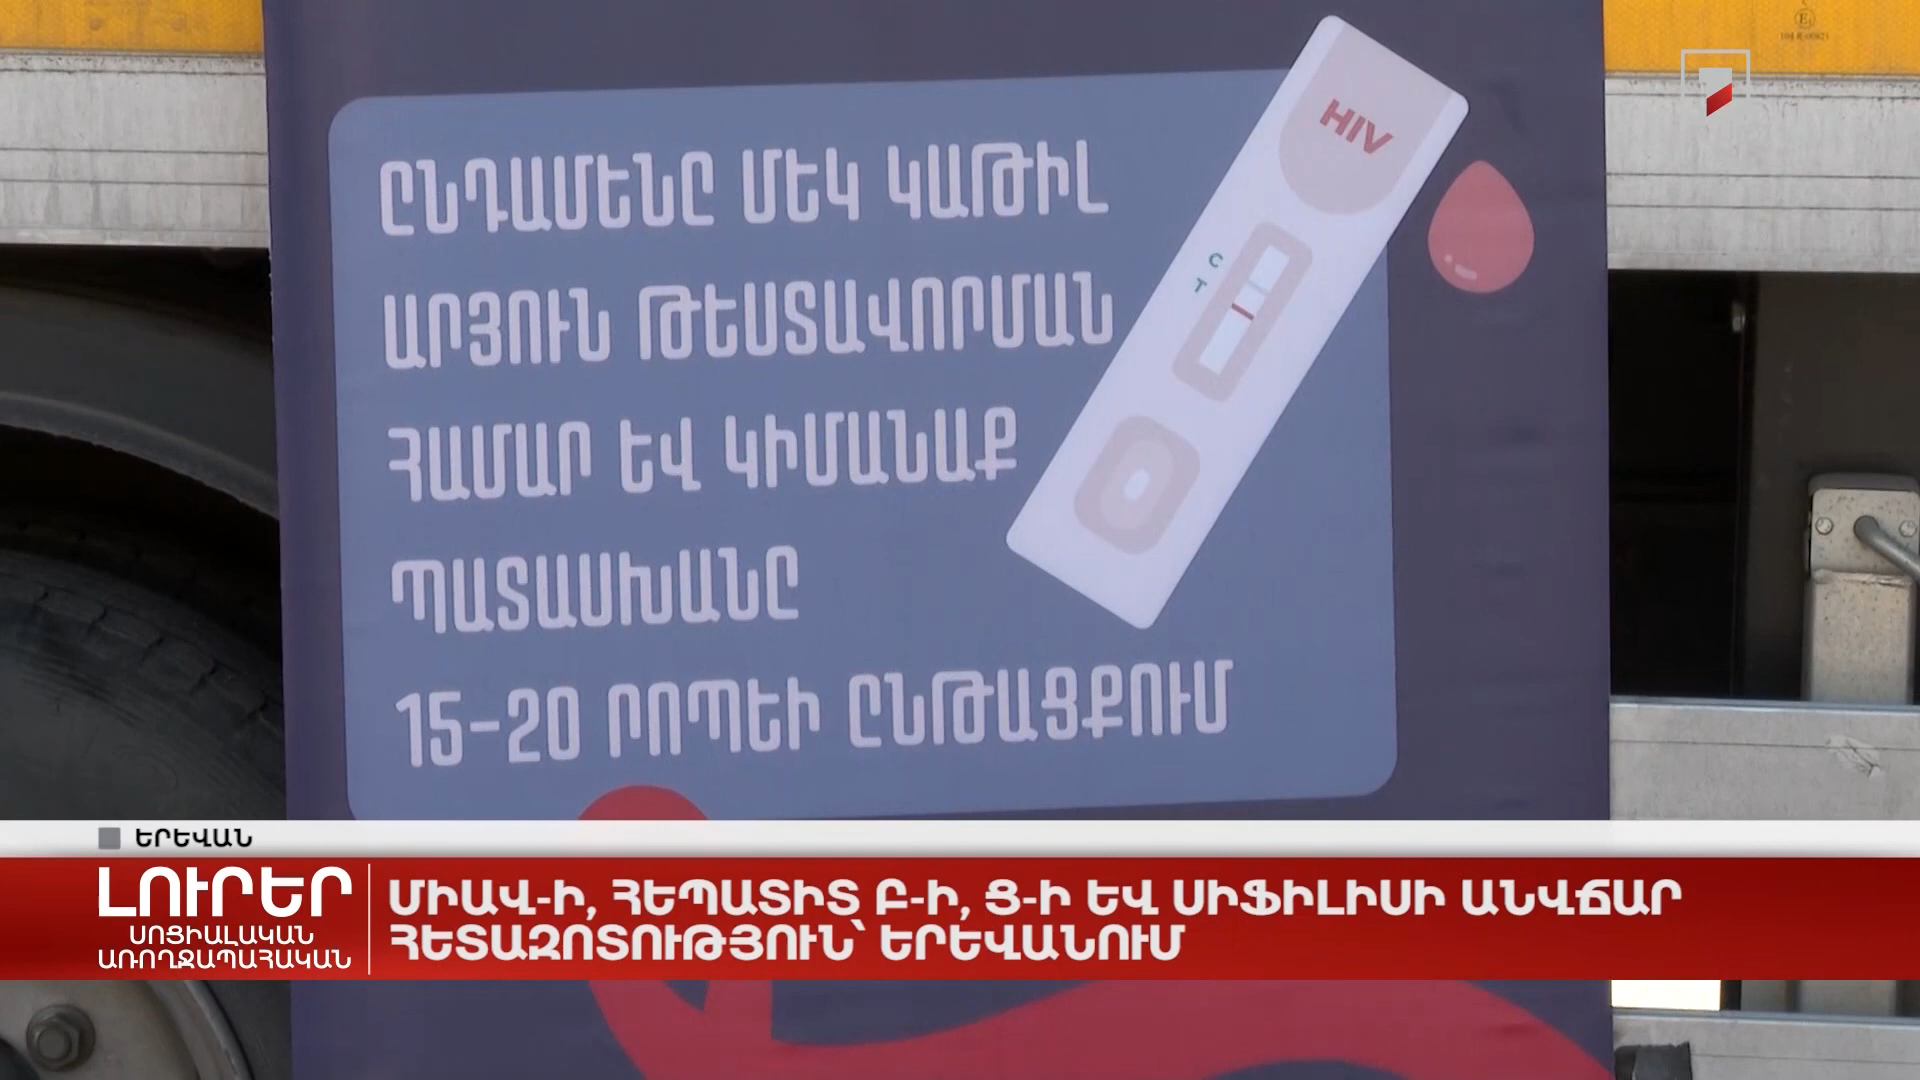 ԸՆԴԱՄԵՆԸ ՄԵԿ ԿԱԹԻԼ
ԱՐՅՈՒՆ ԹԵՍՏԱՎՈՐՄԱՆ
ՀԱՄԱՐ ԵՎ ԿԻՄԱՆԱՔ
ՊԱՏԱՍԽԱՆԸ
15-20 ՐՈՊԵԻ ԸՆԹԱՑՔՈՒՄ
HIV
C
T
ԵՐԵՎԱՆ
ԼՈՒՐԵՐ
ՍՈՑԻԱԼԱԿԱՆ
ԱՌՈՂՋԱՊԱՀԱԿԱՆ
ՄԻԱՎ-Ի, ՀԵՊԱՏԻՏ Բ-Ի, Ց-Ի ԵՎ ՍԻՖԻԼԻՍԻ ԱՆՎՃԱՐ
ՀԵՏԱԶՈՏՈՒԹՅՈՒՆ՝ ԵՐԵՎԱՆՈՒՄ